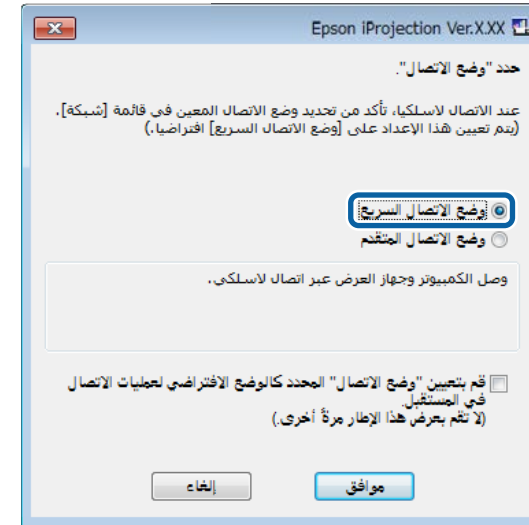 Epson iProjection Ver.X.XX
حدد "وضع الاتصال".
عند الاتصال لاسلكيا، تأكد من تحديد وضع الاتصال المعين في قائمة [شبكة].
(يتم تعيين هذا الإعداد على [وضع الاتصال السريع] افتراضيا.)
وضع الاتصال السريع
وضع الاتصال المتقدم
وصل الكمبيوتر وجهاز العرض عبر اتصال لاسلكي.
قم بتعيين "وضع الاتصال" المحدد كالوضع الافتراضي لعمليات الاتصال
في المستقبل.
(لا تقم بعرض هذا الإطار مرةً أخرى.)
موافق
إلغاء